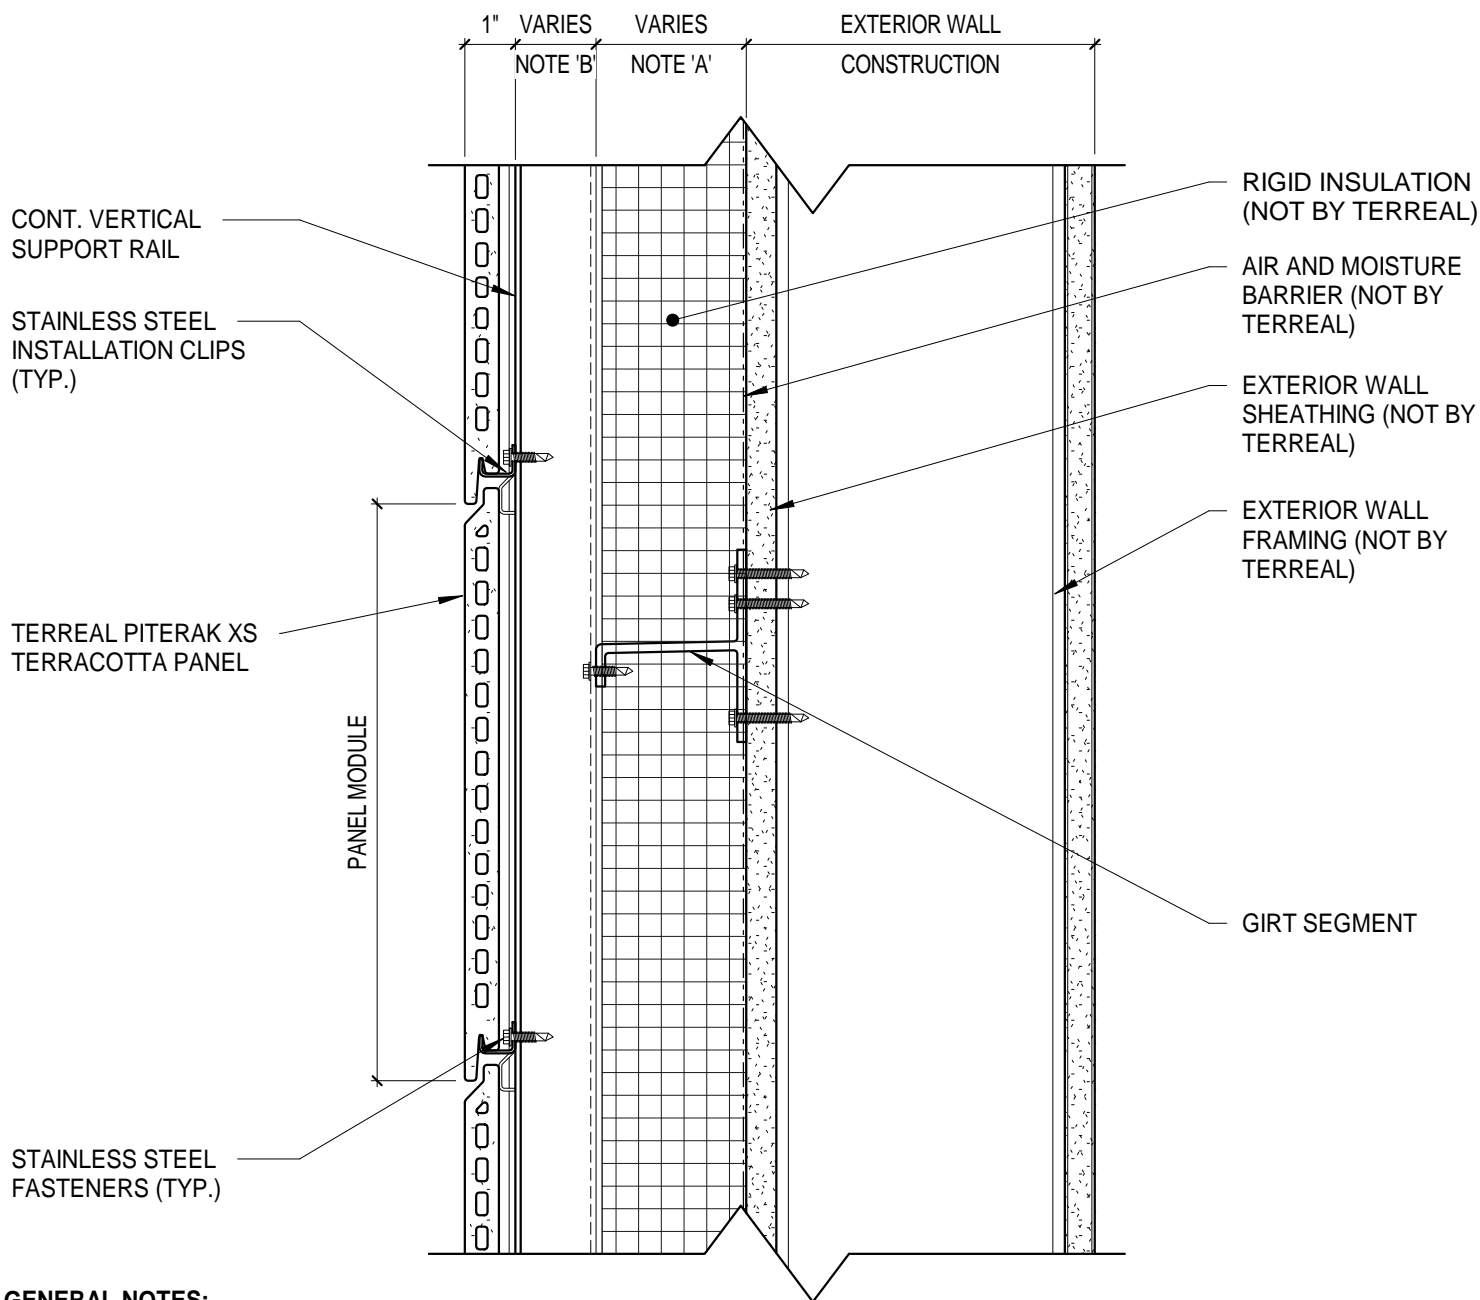 1" VARIES VARIES EXTERIOR WALL
NOTE 'B' NOTE 'A' CONSTRUCTION
CONT. VERTICAL
SUPPORT RAIL
STAINLESS STEEL
INSTALLATION CLIPS
(TYP.)
TERREAL PITERAK XS
TERRACOTTA PANEL
PANEL MODULE
STAINLESS STEEL
FASTENERS (TYP.)
RIGID INSULATION
(NOT BY TERREAL)
AIR AND MOISTURE
BARRIER (NOT BY
TERREAL)
EXTERIOR WALL
SHEATHING (NOT BY
TERREAL)
EXTERIOR WALL
FRAMING (NOT BY
TERREAL)
GIRT SEGMENT
GENERAL NOTES: